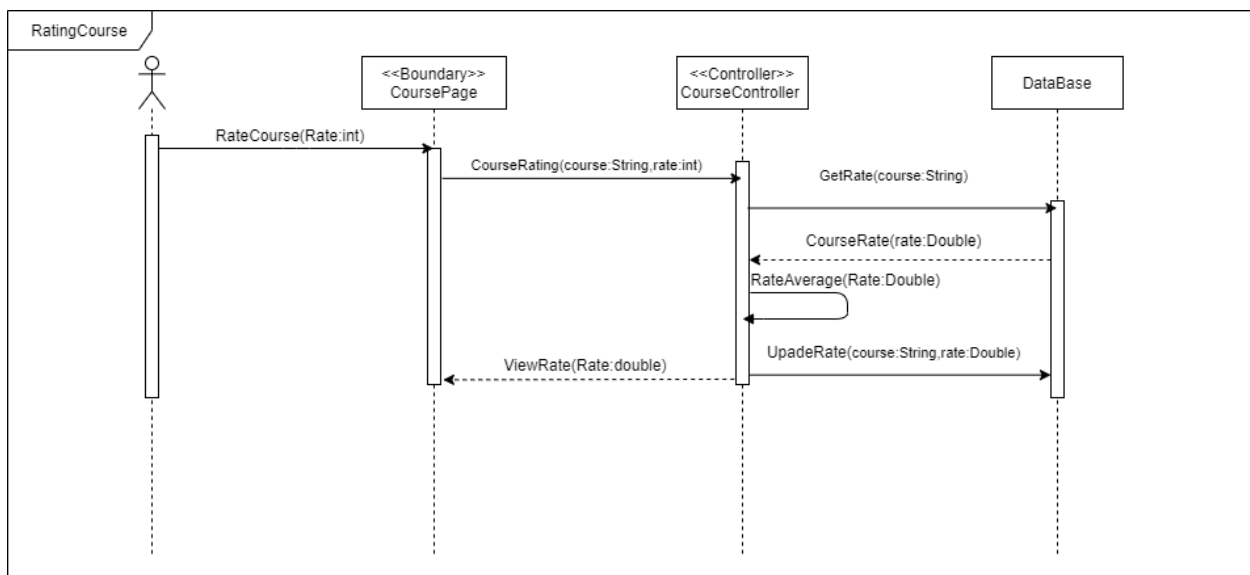 RatingCourse
<<Boundary>>
CoursePage
<<Controller>>
CourseController
DataBase
RateCourse(Rate:int)
CourseRating(course:String,rate:int)
GetRate(course:String)
CourseRate(rate:Double)
RateAverage(Rate:Double)
UpadeRate(course:String,rate:Double)
ViewRate(Rate:double)